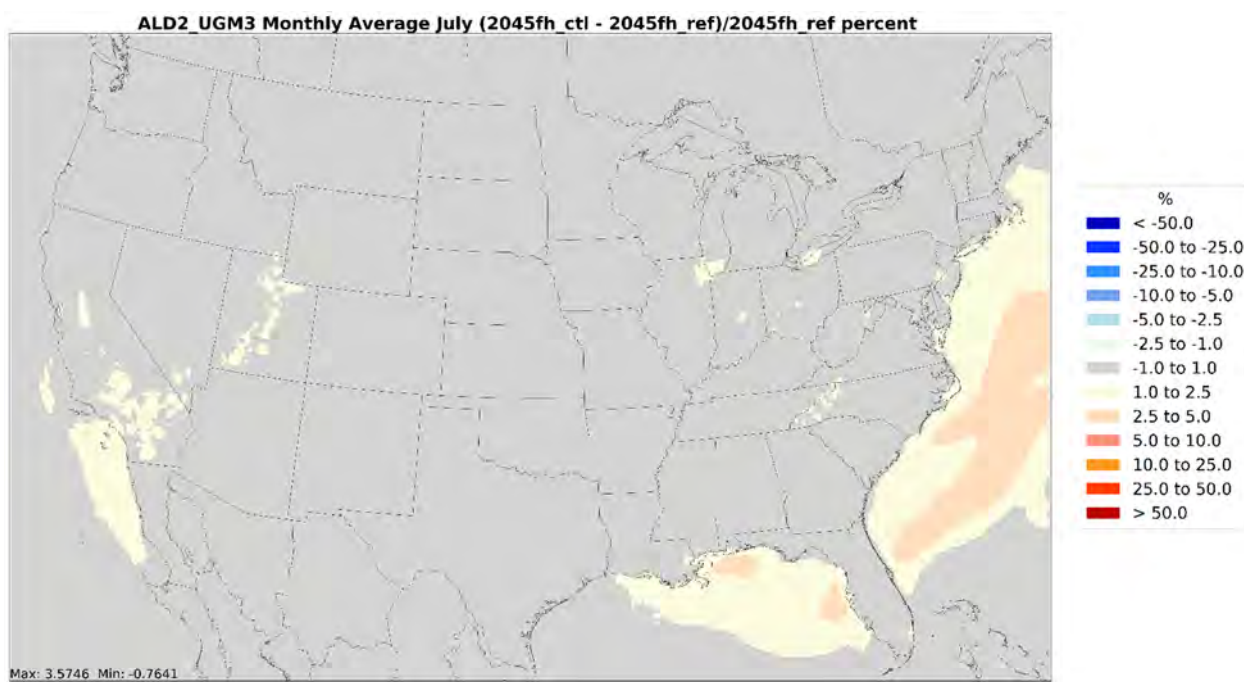 ALD2_UGM3 Monthly Average July (2045fh_ctl - 2045fh_ref)/2045fh_ref percent
%
< -50.0
-50.0 to -25.0
-25.0 to -10.0
-10.0 to -5.0
-5.0 to -2.5
-2.5 to -1.0
-1.0 to 1.0
1.0 to 2.5
2.5 to 5.0
5.0 to 10.0
10.0 to 25.0
25.0 to 50.0
> 50.0
Max: 3.5746 Min: -0.7641